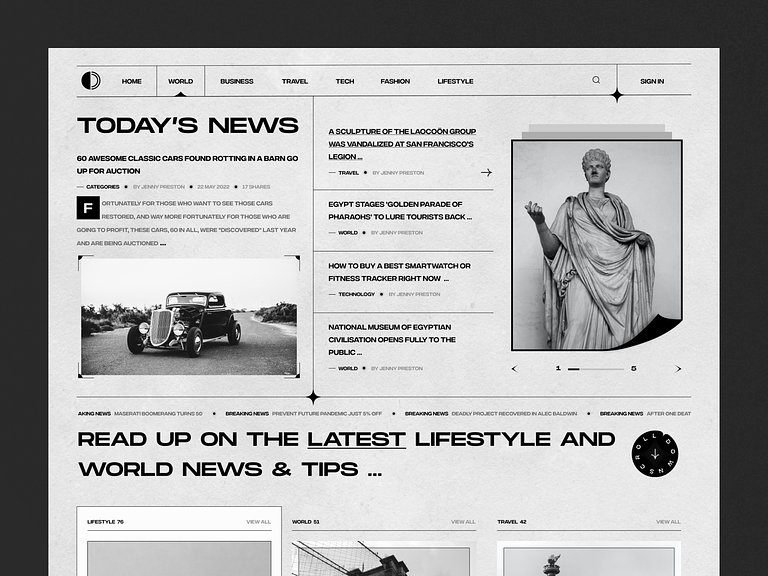 HOME WORLD BUSINESS TRAVEL TECH FASHION LIFESTYLE SIGN IN
TODAY'S NEWS
60 AWESOME CLASSIC CARS FOUND ROTTING IN A BARN GO
UP FOR AUCTION
— CATEGORIES • BY JENNY PRESTON • 22 MAY 2022 • 17 SHARES
FORTUNATELY FOR THOSE WHO WANT TO SEE THOSE CARS
RESTORED, AND WAY MORE FORTUNATELY FOR THOSE WHO ARE
GOING TO PROFIT, THESE CARS, 60 IN ALL, WERE "DISCOVERED" LAST YEAR
AND ARE BEING AUCTIONED ...
A SCULPTURE OF THE LAOCOÖN GROUP
WAS VANDALIZED AT SAN FRANCISCO'S
LEGION ...
— TRAVEL • BY JENNY PRESTON
EGYPT STAGES 'GOLDEN PARADE OF
PHARAOHS' TO LURE TOURISTS BACK ...
— WORLD • BY JENNY PRESTON
HOW TO BUY A BEST SMARTWATCH OR
FITNESS TRACKER RIGHT NOW ...
— TECHNOLOGY • BY JENNY PRESTON
NATIONAL MUSEUM OF EGYPTIAN
CIVILISATION OPENS FULLY TO THE
PUBLIC ...
— WORLD • BY JENNY PRESTON
1 5
AKING NEWS MASERATI BOOMERANG TURNS 50 • BREAKING NEWS PREVENT FUTURE PANDEMIC JUST 5% OFF • BREAKING NEWS DEADLY PROJECT RECOVERED IN ALEC BALDWIN • BREAKING NEWS AFTER ONE DEAT
READ UP ON THE LATEST LIFESTYLE AND
WORLD NEWS & TIPS ...
SCROLL DOWN
LIFESTYLE 76 VIEW ALL
WORLD 51 VIEW ALL
TRAVEL 42 VIEW ALL